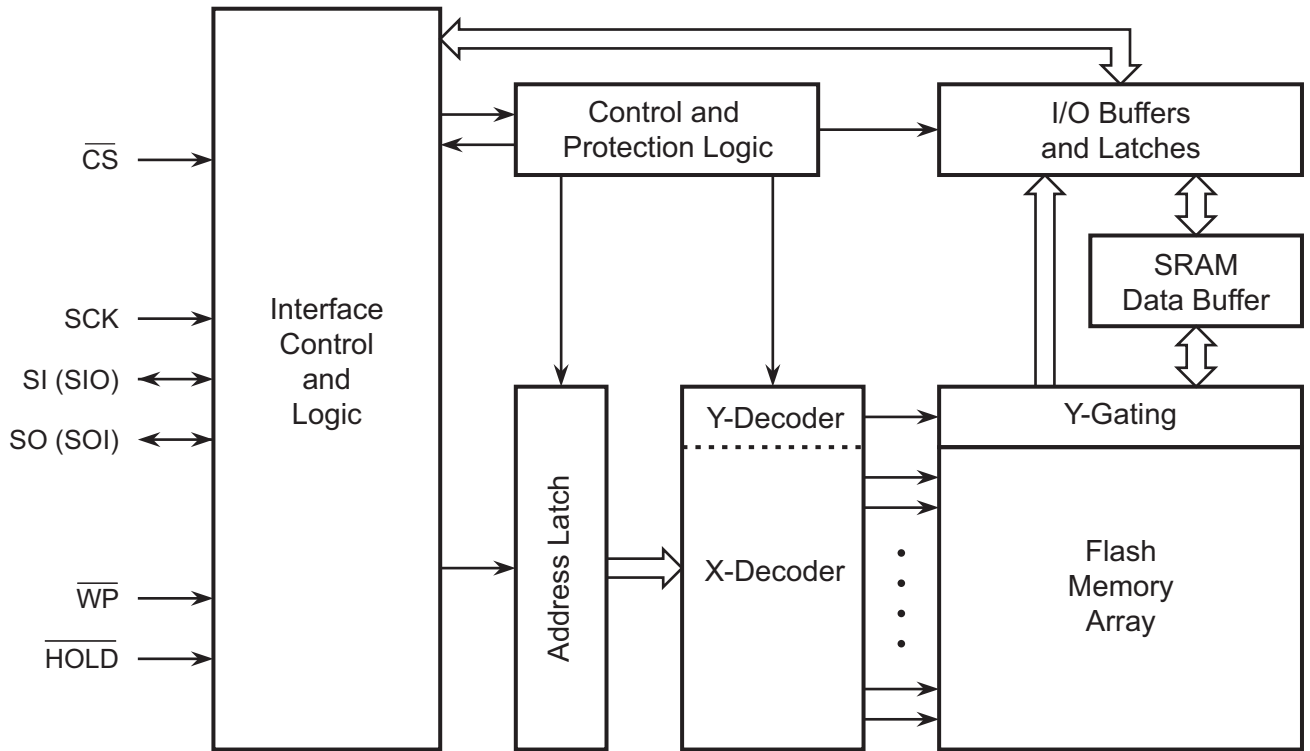 CS
SCK
SI (SIO)
SO (SOI)
WP
HOLD
Interface
Control
and
Logic
Control and
Protection Logic
I/O Buffers
and Latches
SRAM
Data Buffer
Address Latch
Y-Decoder
X-Decoder
Y-Gating
Flash
Memory
Array